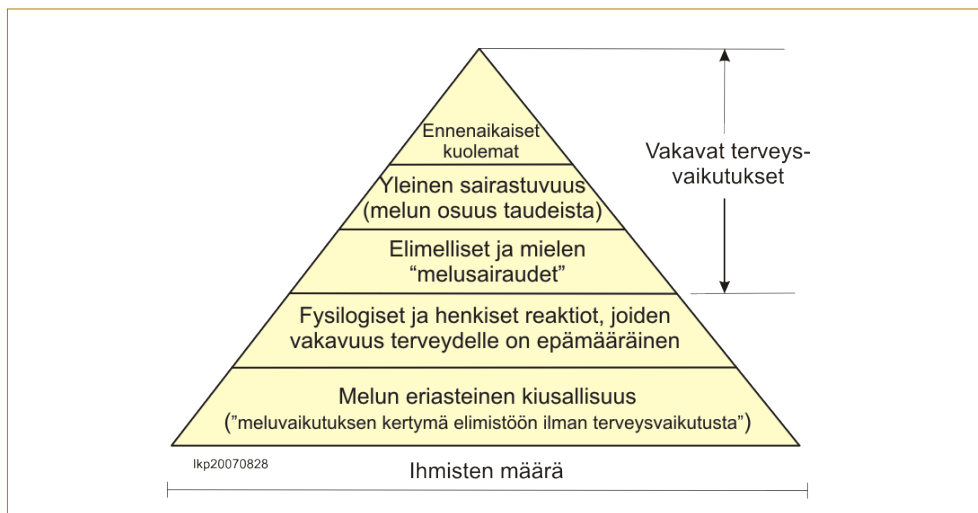 Ennenaikaiset
kuolemat
Yleinen sairastuvuus
(melun osuus taudeista)
Elimelliset ja mielen
“melusairaudet”
Fysilogiset ja henkiset reaktiot, joiden
vakavuus terveydelle on epämääräinen
Melun eriasteinen kiusallisuus
(”meluvaikutuksen kertymä elimistöön ilman terveysvaikutusta”)
Vakavat terveys-
vaikutukset
lkp20070828
Ihmisten määrä